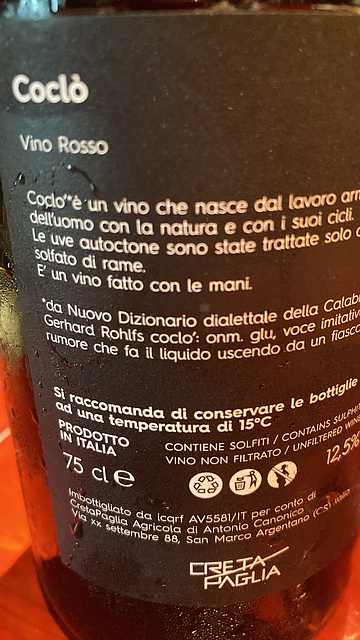 Coclò
Vino Rosso
Coclo'*è un vino che nasce dal lavoro
dell'uomo con la natura e con i suoi cicli.
Le uve autoctone sono state trattate solo
solfato di rame.
E' un vino fatto con le mani.
*da Nuovo Dizionario dialettale della
Gerhard Rohlfs coclo': onm. glu, voce
rumore che fa il liquido uscendo da un
Si raccomanda di conservare le bottiglie
ad una temperatura di 15°C
PRODOTTO
IN ITALIA
CONTIENE SOLFITI / CONTAINS
VINO NON FILTRATO / UNFILTERED WINE
75 cl e
12,5%
Imbottigliato da icqrf AV5581/IT per conto di
CretaPaglia Agricola di Antonio Canonico
Via xx settembre 88, San Marco Argentano (CS) Italia
CRETA
PAGLIA